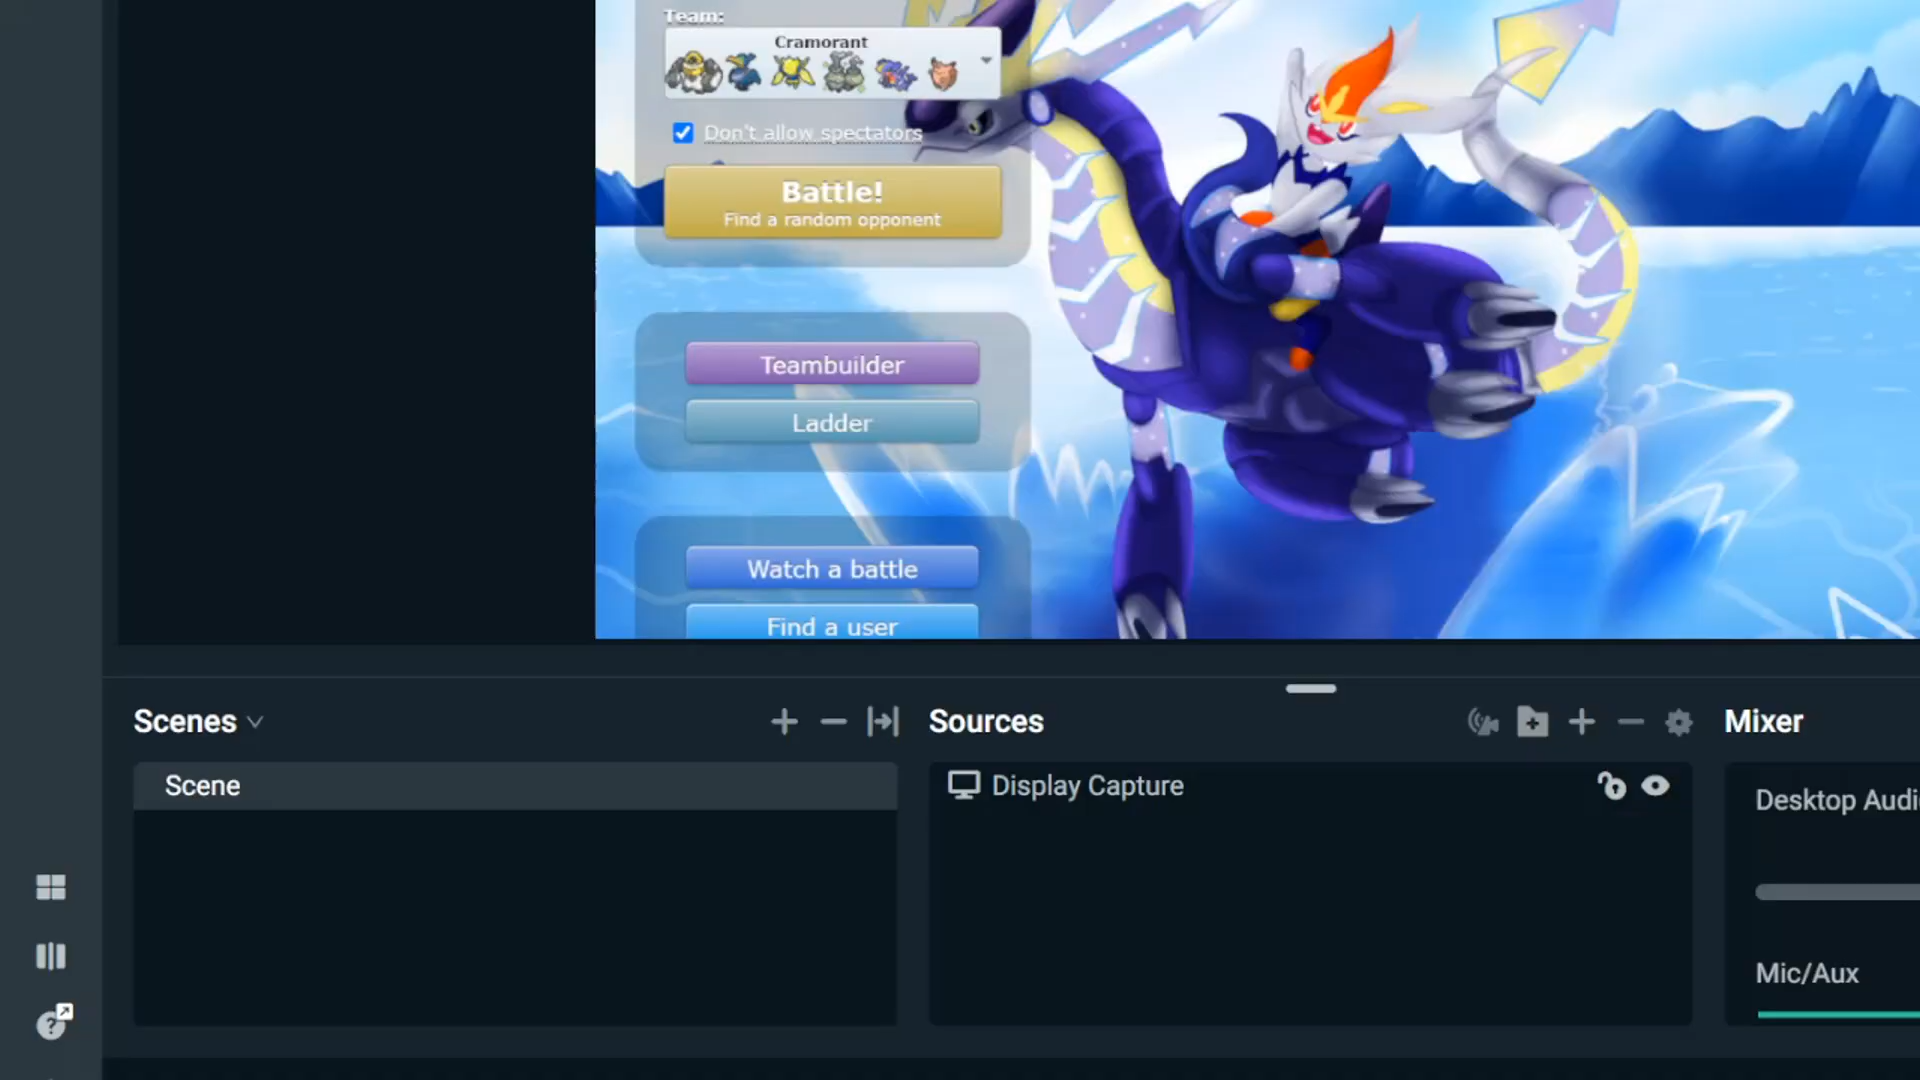 Team:
Cramorant
Don't allow spectators
Battle!
Find a random opponent
Teambuilder
Ladder
Watch a battle
Find a user
Scenes
Sources
Mixer
Scene
Display Capture
Desktop Audi
Mic/Aux